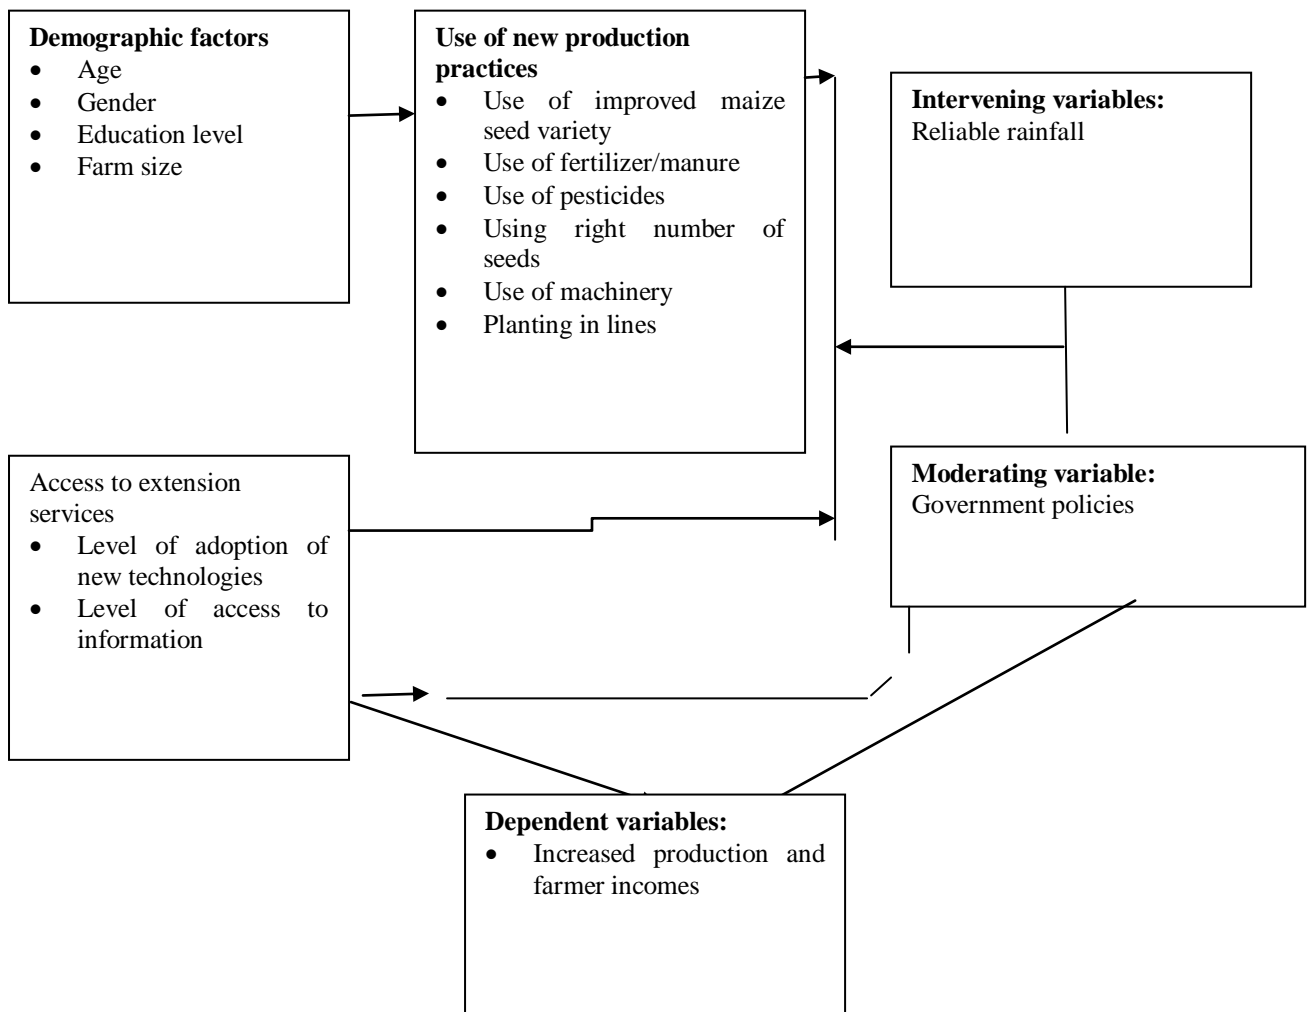 Demographic factors
• Age
• Gender
• Education level
• Farm size
Use of new production
practices
• Use of improved maize
seed variety
• Use of fertilizer/manure
• Use of pesticides
• Using right number of
seeds
• Use of machinery
• Planting in lines
Intervening variables:
Reliable rainfall
Access to extension
services
• Level of adoption of
new technologies
• Level of access to
information
Moderating variable:
Government policies
Dependent variables:
• Increased production and
farmer incomes